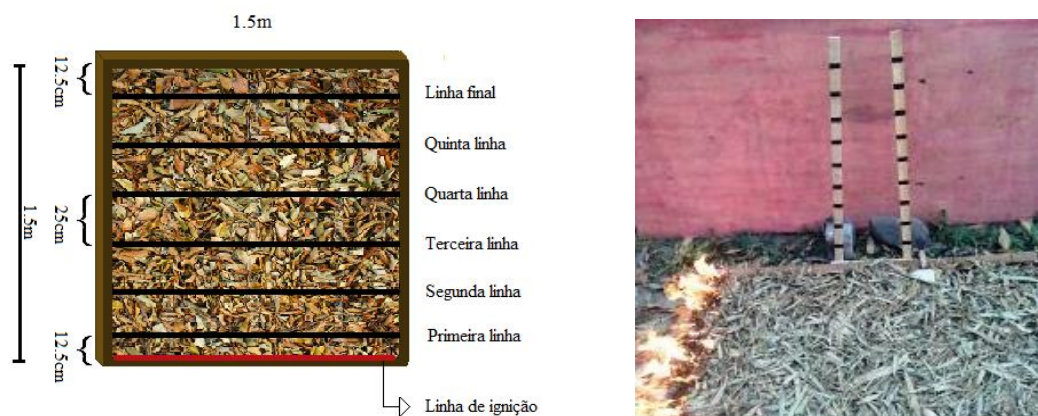 1.5m
12.5cm
Linha final
Quinta linha
Quarta linha
25cm
1.5m
Terceira linha
Segunda linha
Primeira linha
12.5cm
Linha de ignição